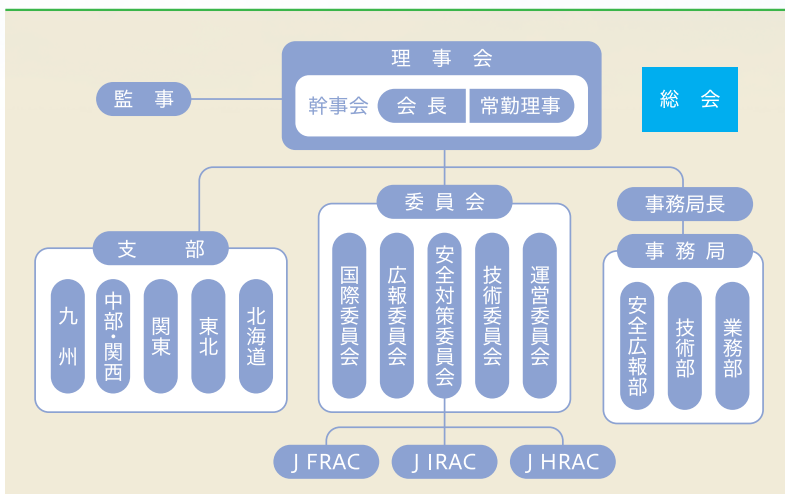 理事会
監事
幹事会
会長
常勤理事
総会
委員会
事務局長
支部
事務局
九州
中部・関西
関東
東北
北海道
国際委員会
広報委員会
安全対策委員会
技術委員会
運営委員会
安全広報部
技術部
業務部
J FRAC
J IRAC
J HRAC